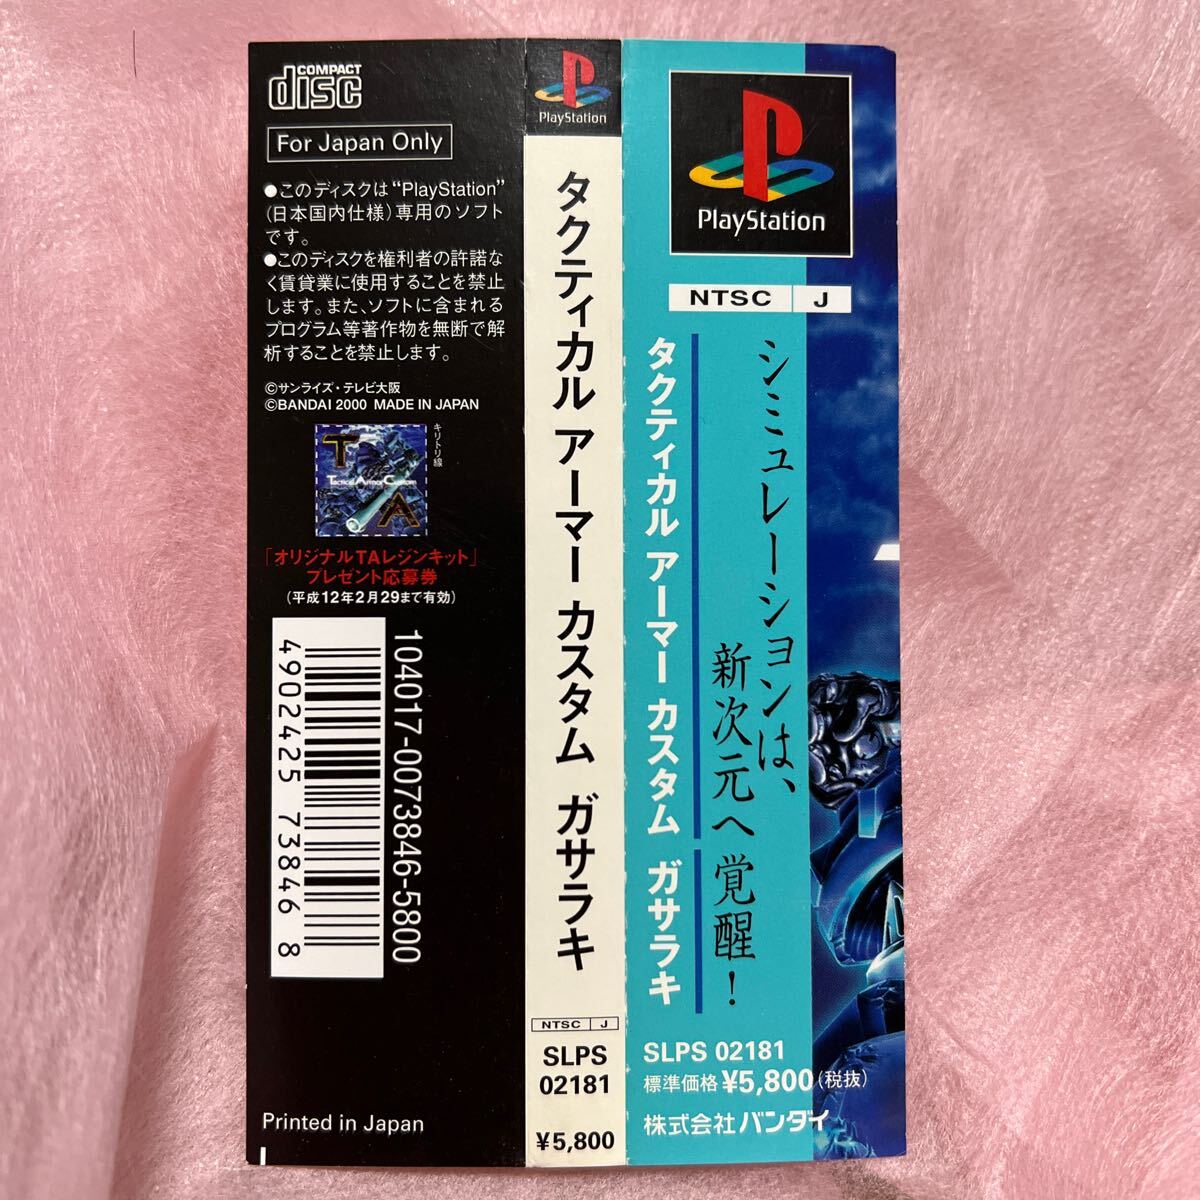 COMPACT
disc
For Japan Only
●このディスクは“PlayStation”
(日本国内仕様)専用のソフト
です。
●このディスクを権利者の許諾な
く賃貸業に使用することを禁止
します。また、ソフトに含まれる
プログラム等著作物を無断で解
析することを禁止します。
©サンライズ・テレビ大阪
©BANDAI 2000 MADE IN JAPAN
キリトリ線
T
Tactical Armor Custom
A
「オリジナルTAレジンキット」
プレゼント応募券
(平成12年2月29まで有効)
104017-0073846-5800
4902425 73846 8
Printed in Japan
PlayStation
タクティカル アーマー カスタム ガサラキ
NTSC J
SLPS
02181
¥5,800
PlayStation
NTSC J
シミュレーションは、
新次元へ覚醒!
タクティカル アーマー カスタム ガサラキ
SLPS 02181
標準価格 ¥5,800(税抜)
株式会社バンダイ